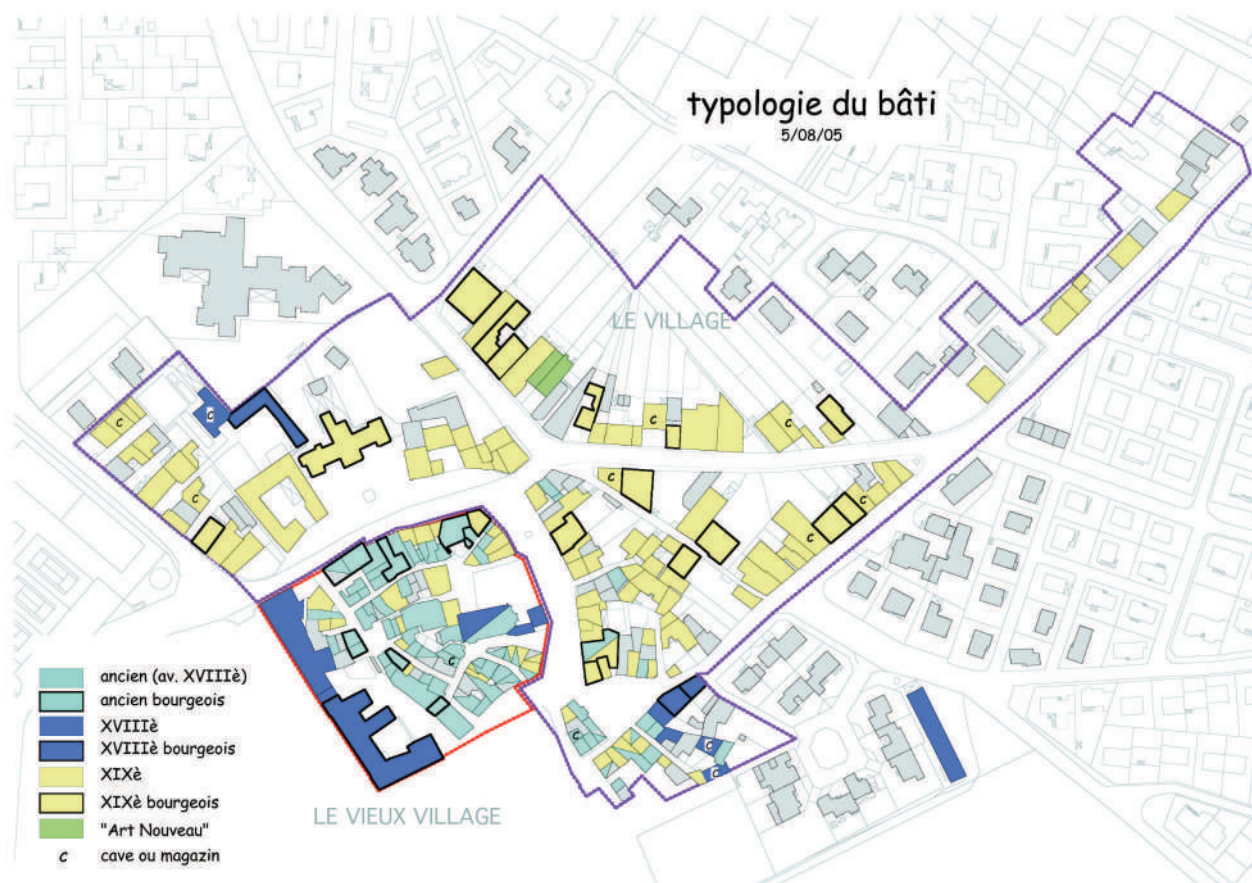 typologie du bâti
5/08/05
LE VILLAGE
c
c
c
c
c
c
c
c
c
c
c
c
ancien (av. XVIIIè)
ancien bourgeois
XVIIIè
XVIIIè bourgeois
XIXè
XIXè bourgeois
"Art Nouveau"
c cave ou magazin
LE VIEUX VILLAGE